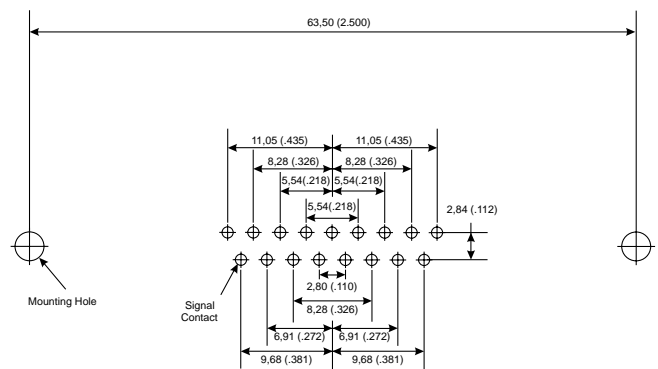 63,50 (2.500)
11,05 (.435) 11,05 (.435)
8,28 (.326) 8,28 (.326)
5,54(.218) 5,54(.218)
5,54(.218)
2,84 (.112)
Mounting Hole
Signal
Contact
2,80 (.110)
8,28 (.326)
6,91 (.272) 6,91 (.272)
9,68 (.381) 9,68 (.381)